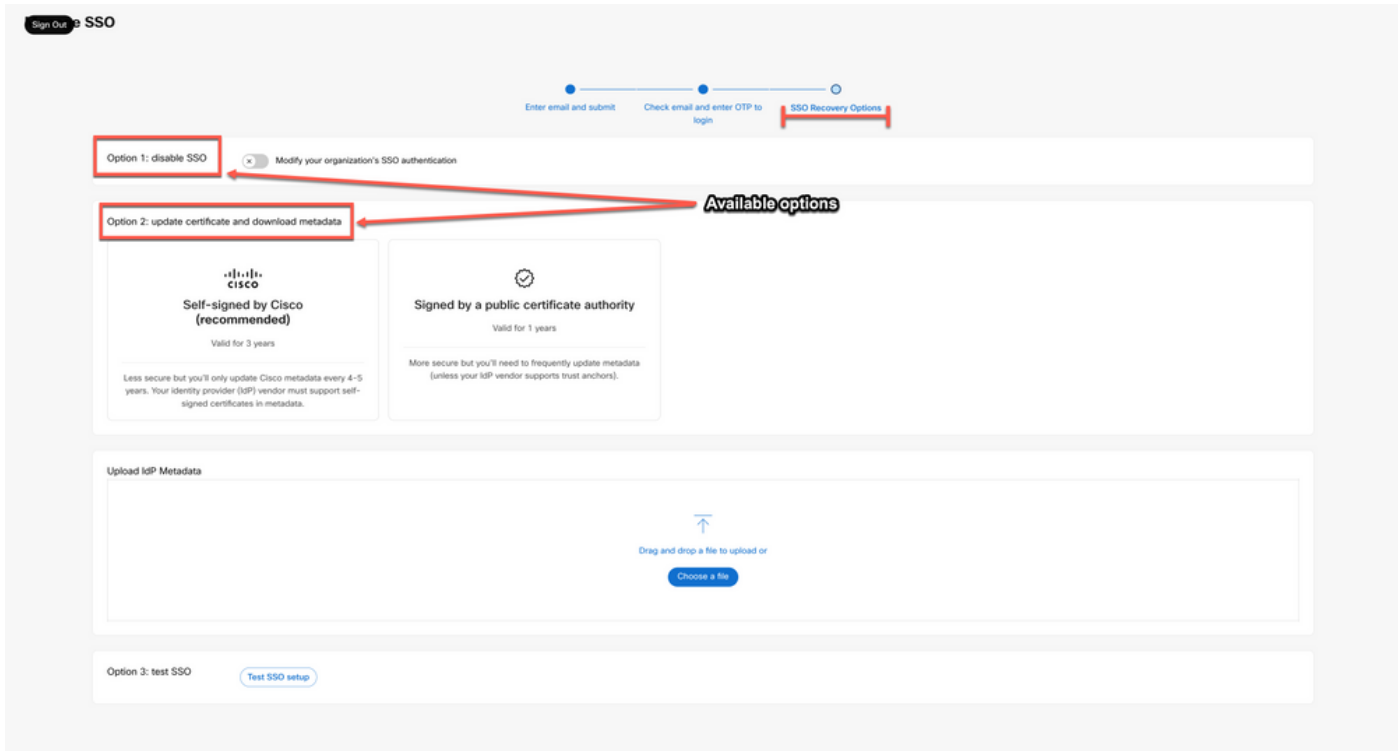 Sign Out
e SSO
Enter email and submit
Check email and enter OTP to
login
SSO Recovery Options
Option 1: disable SSO
Modify your organization's SSO authentication
Available options
Option 2: update certificate and download metadata
CISCO
Self-signed by Cisco
(recommended)
Valid for 3 years
Less secure but you'll only update Cisco metadata every 4-5
years. Your identity provider (IdP) vendor must support self-
signed certificates in metadata.
Signed by a public certificate authority
Valid for 1 years
More secure but you'll need to frequently update metadata
(unless your IdP vendor supports trust anchors).
Upload IdP Metadata
Drag and drop a file to upload or
Choose a file
Option 3: test SSO
Test SSO setup